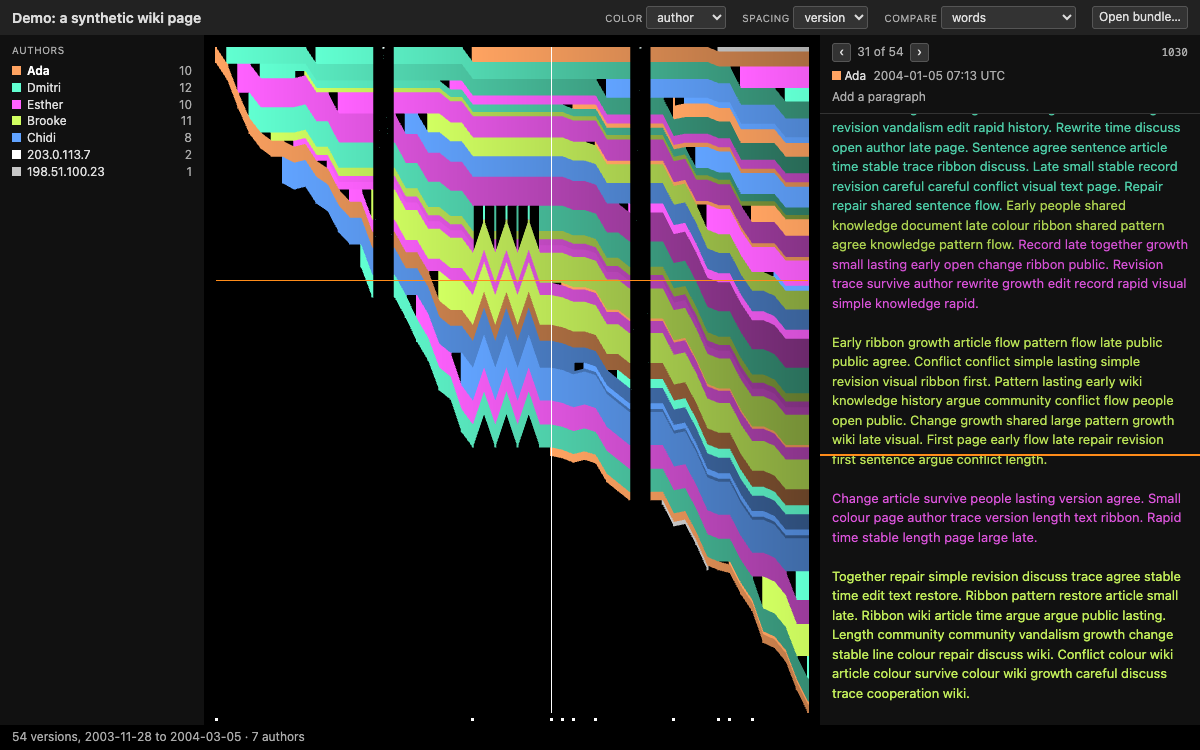 Demo: a synthetic wiki page
COLOR author SPACING version COMPARE words Open bundle...
AUTHORS
Ada 10
Dmitri 12
Esther 10
Brooke 11
Chidi 8
203.0.113.7 2
198.51.100.23 1
‹ 31 of 54 › 1030
Ada 2004-01-05 07:13 UTC
Add a paragraph
revision vandalism edit rapid history. Rewrite time discuss
open author late page. Sentence agree sentence article
time stable trace ribbon discuss. Late small stable record
revision careful careful conflict visual text page. Repair
repair shared sentence flow. Early people shared
knowledge document late colour ribbon shared pattern
agree knowledge pattern flow. Record late together growth
small lasting early open change ribbon public. Revision
trace survive author rewrite growth edit record rapid visual
simple knowledge rapid.
Early ribbon growth article flow pattern flow late public
public agree. Conflict conflict simple lasting simple
revision visual ribbon first. Pattern lasting early wiki
knowledge history argue community conflict flow people
open public. Change growth shared large pattern growth
wiki late visual. First page early flow late repair revision
first sentence argue conflict length.
Change article survive people lasting version agree. Small
colour page author trace version length text ribbon. Rapid
time stable length page large late.
Together repair simple revision discuss trace agree stable
time edit text restore. Ribbon pattern restore article small
late. Ribbon wiki article time argue argue public lasting.
Length community community vandalism growth change
stable line colour repair discuss wiki. Conflict colour wiki
article colour survive colour wiki growth careful discuss
trace cooperation wiki.
54 versions, 2003-11-28 to 2004-03-05 · 7 authors